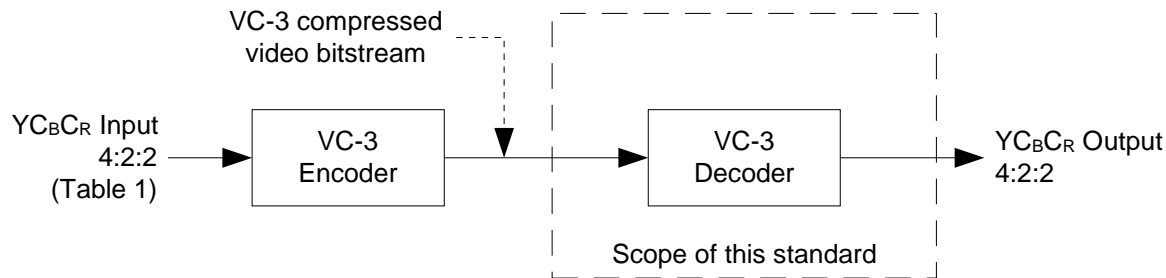 VC-3 compressed
video bitstream
YCBCR Input
4:2:2
(Table 1)
VC-3
Encoder
VC-3
Decoder
YCBCR Output
4:2:2
Scope of this standard